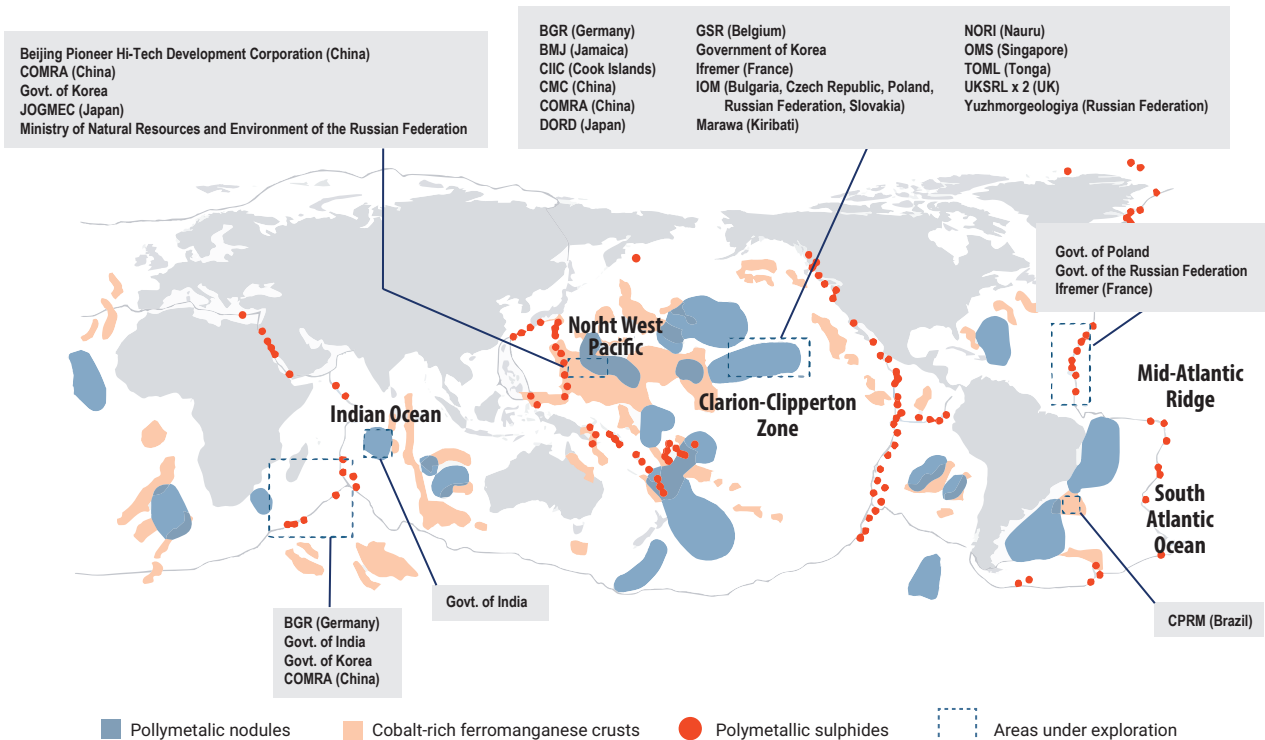 Beijing Pioneer Hi-Tech Development Corporation (China)
COMRA (China)
Govt. of Korea
JOGMEC (Japan)
Ministry of Natural Resources and Environment of the Russian Federation
BGR (Germany)
BMJ (Jamaica)
CIIC (Cook Islands)
CMC (China)
COMRA (China)
DORD (Japan)
GSR (Belgium)
Government of Korea
Ifremer (France)
IOM (Bulgaria, Czech Republic, Poland,
Russian Federation, Slovakia)
Marawa (Kiribati)
NORI (Nauru)
OMS (Singapore)
TOML (Tonga)
UKSRL x 2 (UK)
Yuzhmorgeologiya (Russian Federation)
Govt. of Poland
Govt. of the Russian Federation
Ifremer (France)
Norht West
Pacific
Clarion-Clipperton
Zone
Indian Ocean
Mid-Atlantic
Ridge
South
Atlantic
Ocean
Govt. of India
BGR (Germany)
Govt. of India
Govt. of Korea
COMRA (China)
CPRM (Brazil)
Pollymetalic nodules
Cobalt-rich ferromanganese crusts
Polymetallic sulphides
Areas under exploration